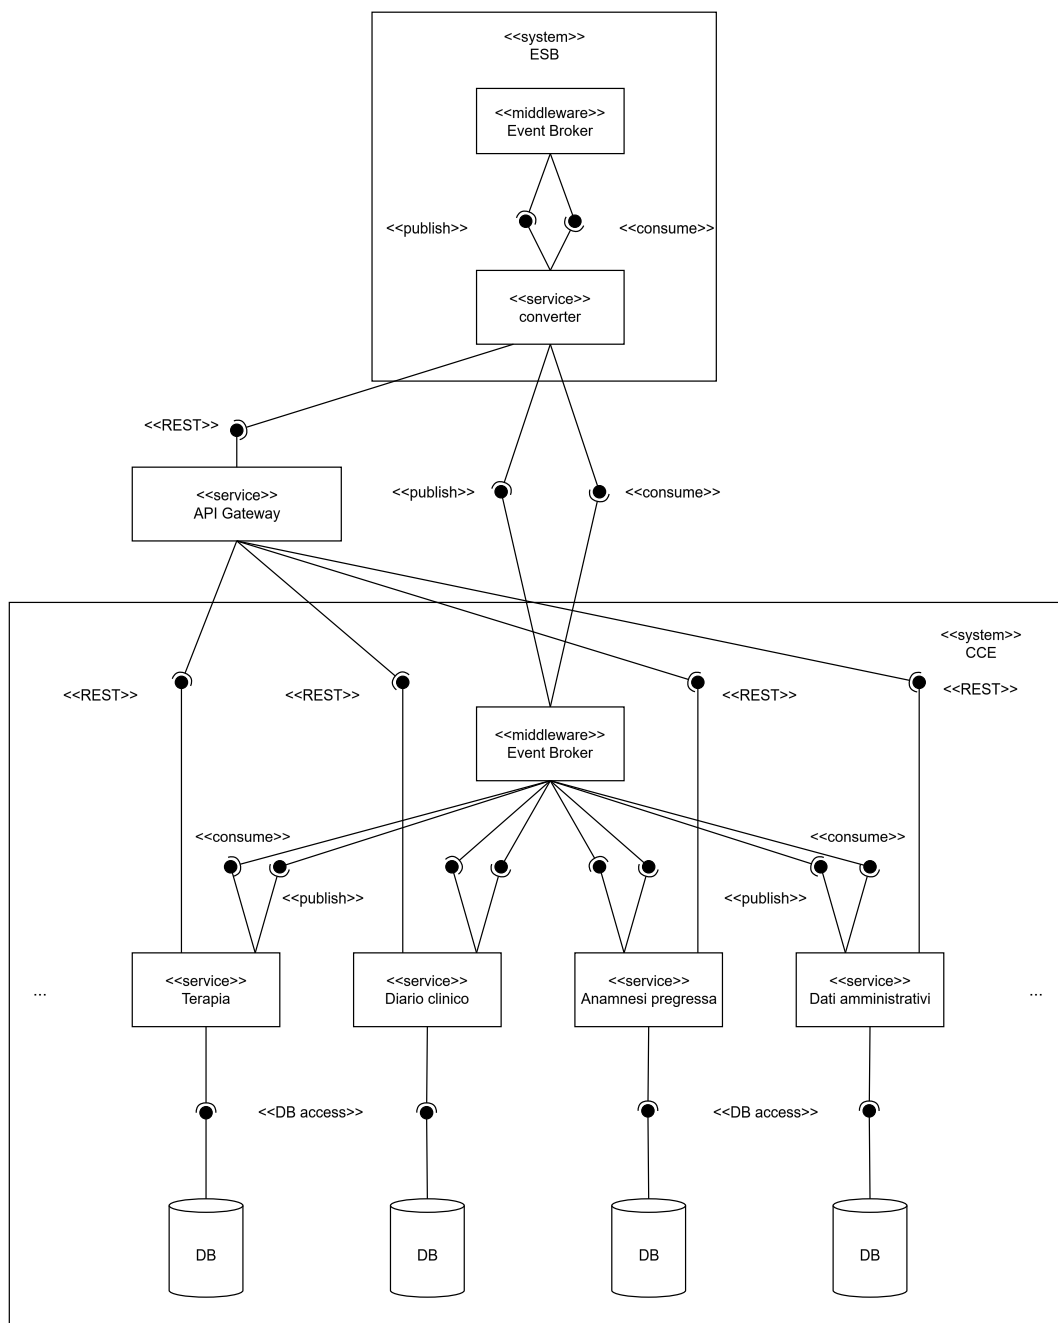 <<system>>
ESB
<<middleware>>
Event Broker
<<publish>>
<<consume>>
<<service>>
converter
<<REST>>
<<service>>
API Gateway
<<publish>>
<<consume>>
<<system>>
CCE
<<REST>>
<<REST>>
<<REST>>
<<REST>>
<<middleware>>
Event Broker
<<consume>>
<<consume>>
<<publish>>
<<publish>>
...
<<service>>
Terapia
<<service>>
Diario clinico
<<service>>
Anamnesi pregressa
<<service>>
Dati amministrativi
...
<<DB access>>
<<DB access>>
DB
DB
DB
DB